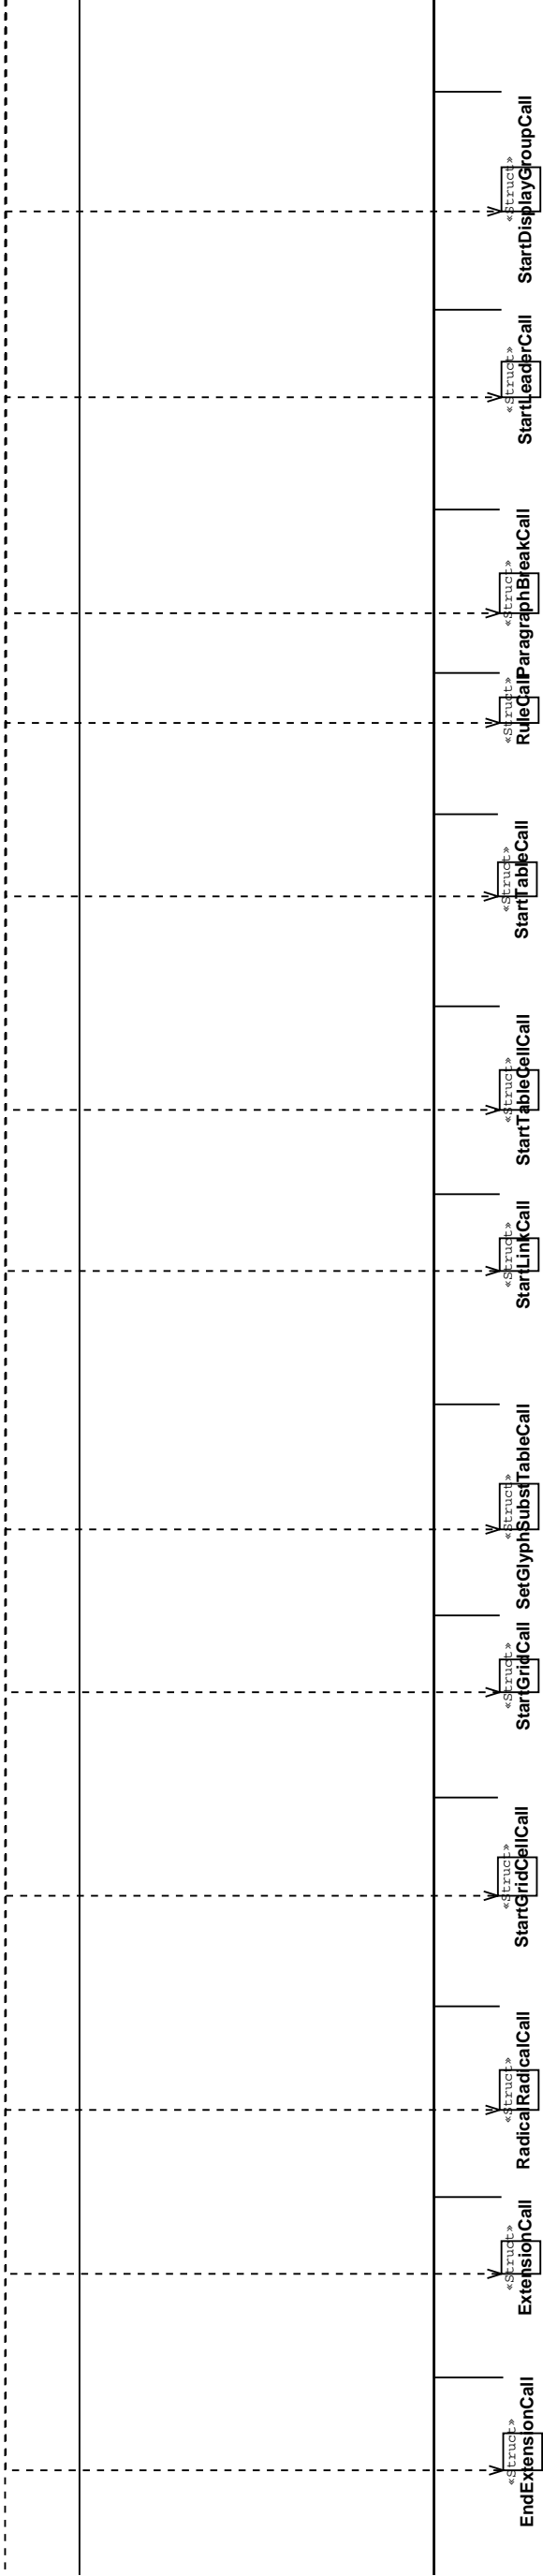 «Struct»
StartDisplayGroupCall
«Struct»
StartLeaderCall
«Struct»
ParagraphBreakCall
«Struct»
RuleCall
«Struct»
StartTableCall
«Struct»
StartTableCellCall
«Struct»
StartLinkCall
«Struct»
SetGlyphSubstTableCall
«Struct»
StartGridCall
«Struct»
StartGridCellCall
«Struct»
RadicalRadicalCall
«Struct»
ExtensionCall
«Struct»
EndExtensionCall